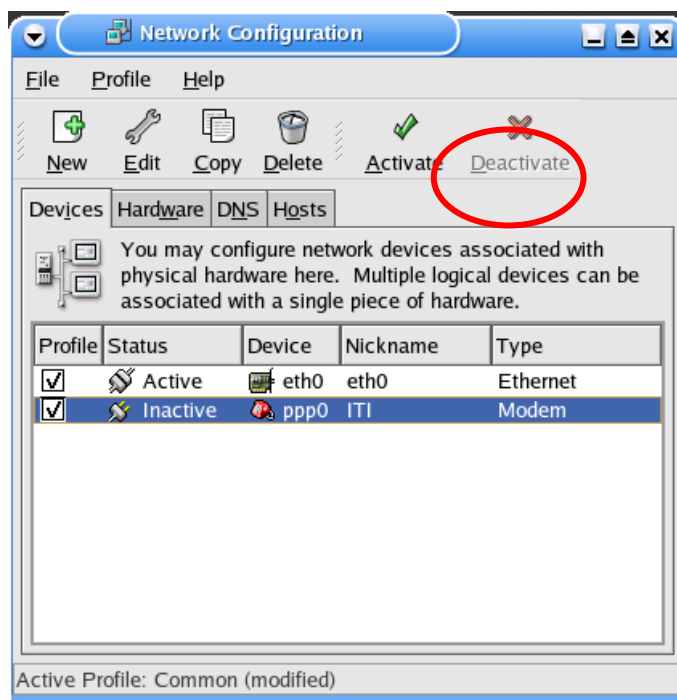 Network Configuration
File Profile Help
New Edit Copy Delete Activate Deactivate
Devices Hardware DNS Hosts
You may configure network devices associated with
physical hardware here. Multiple logical devices can be
associated with a single piece of hardware.
Profile Status Device Nickname Type
Active eth0 eth0 Ethernet
Inactive ppp0 ITI Modem
Active Profile: Common (modified)